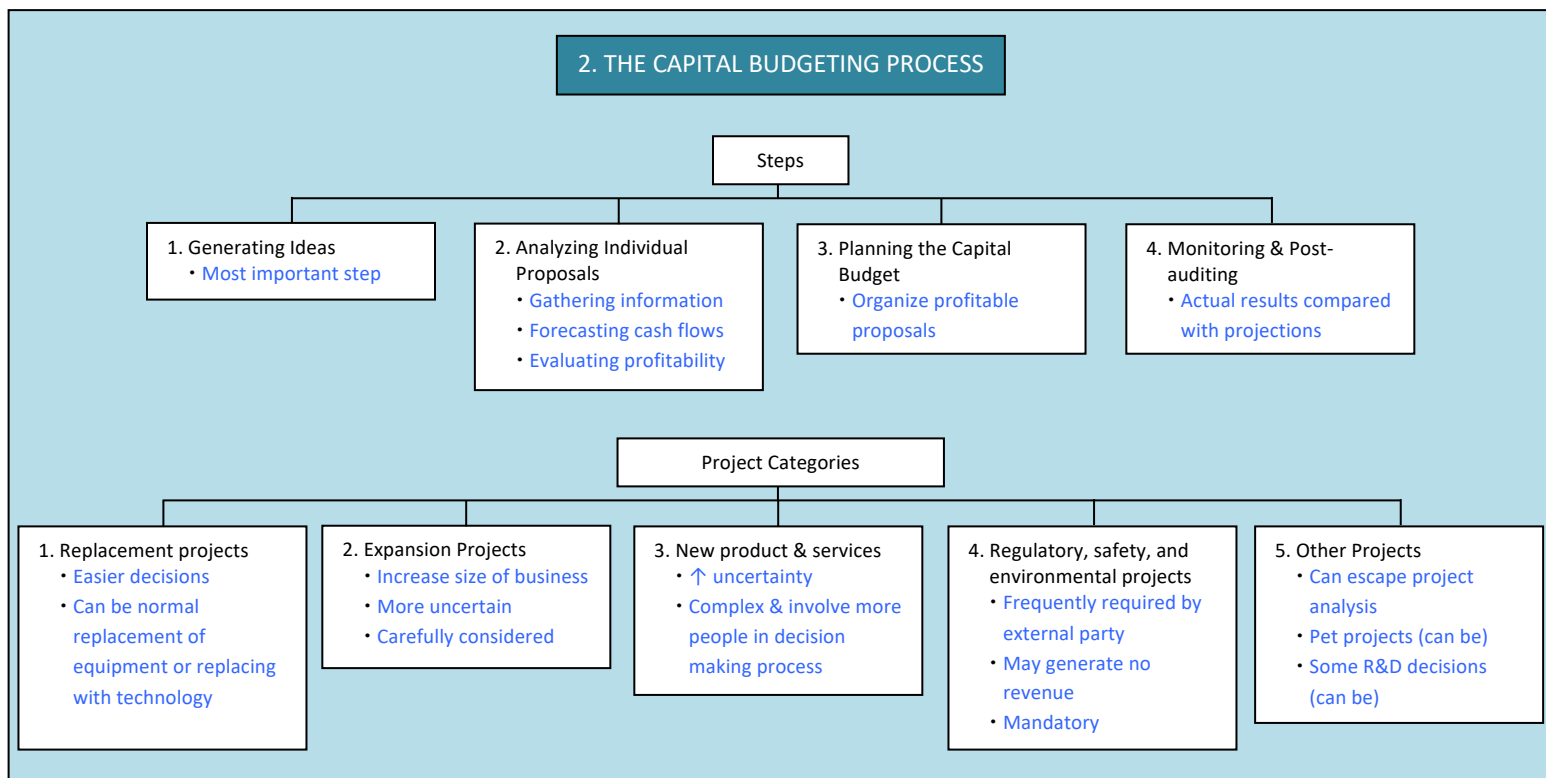 2. THE CAPITAL BUDGETING PROCESS
Steps
1. Generating Ideas
• Most important step
2. Analyzing Individual
Proposals
• Gathering information
• Forecasting cash flows
• Evaluating profitability
3. Planning the Capital
Budget
• Organize profitable
proposals
4. Monitoring & Post-
auditing
• Actual results compared
with projections
Project Categories
1. Replacement projects
• Easier decisions
• Can be normal
replacement of
equipment or replacing
with technology
2. Expansion Projects
• Increase size of business
• More uncertain
• Carefully considered
3. New product & services
• ↑ uncertainty
• Complex & involve more
people in decision
making process
4. Regulatory, safety, and
environmental projects
• Frequently required by
external party
• May generate no
revenue
• Mandatory
5. Other Projects
• Can escape project
analysis
• Pet projects (can be)
• Some R&D decisions
(can be)